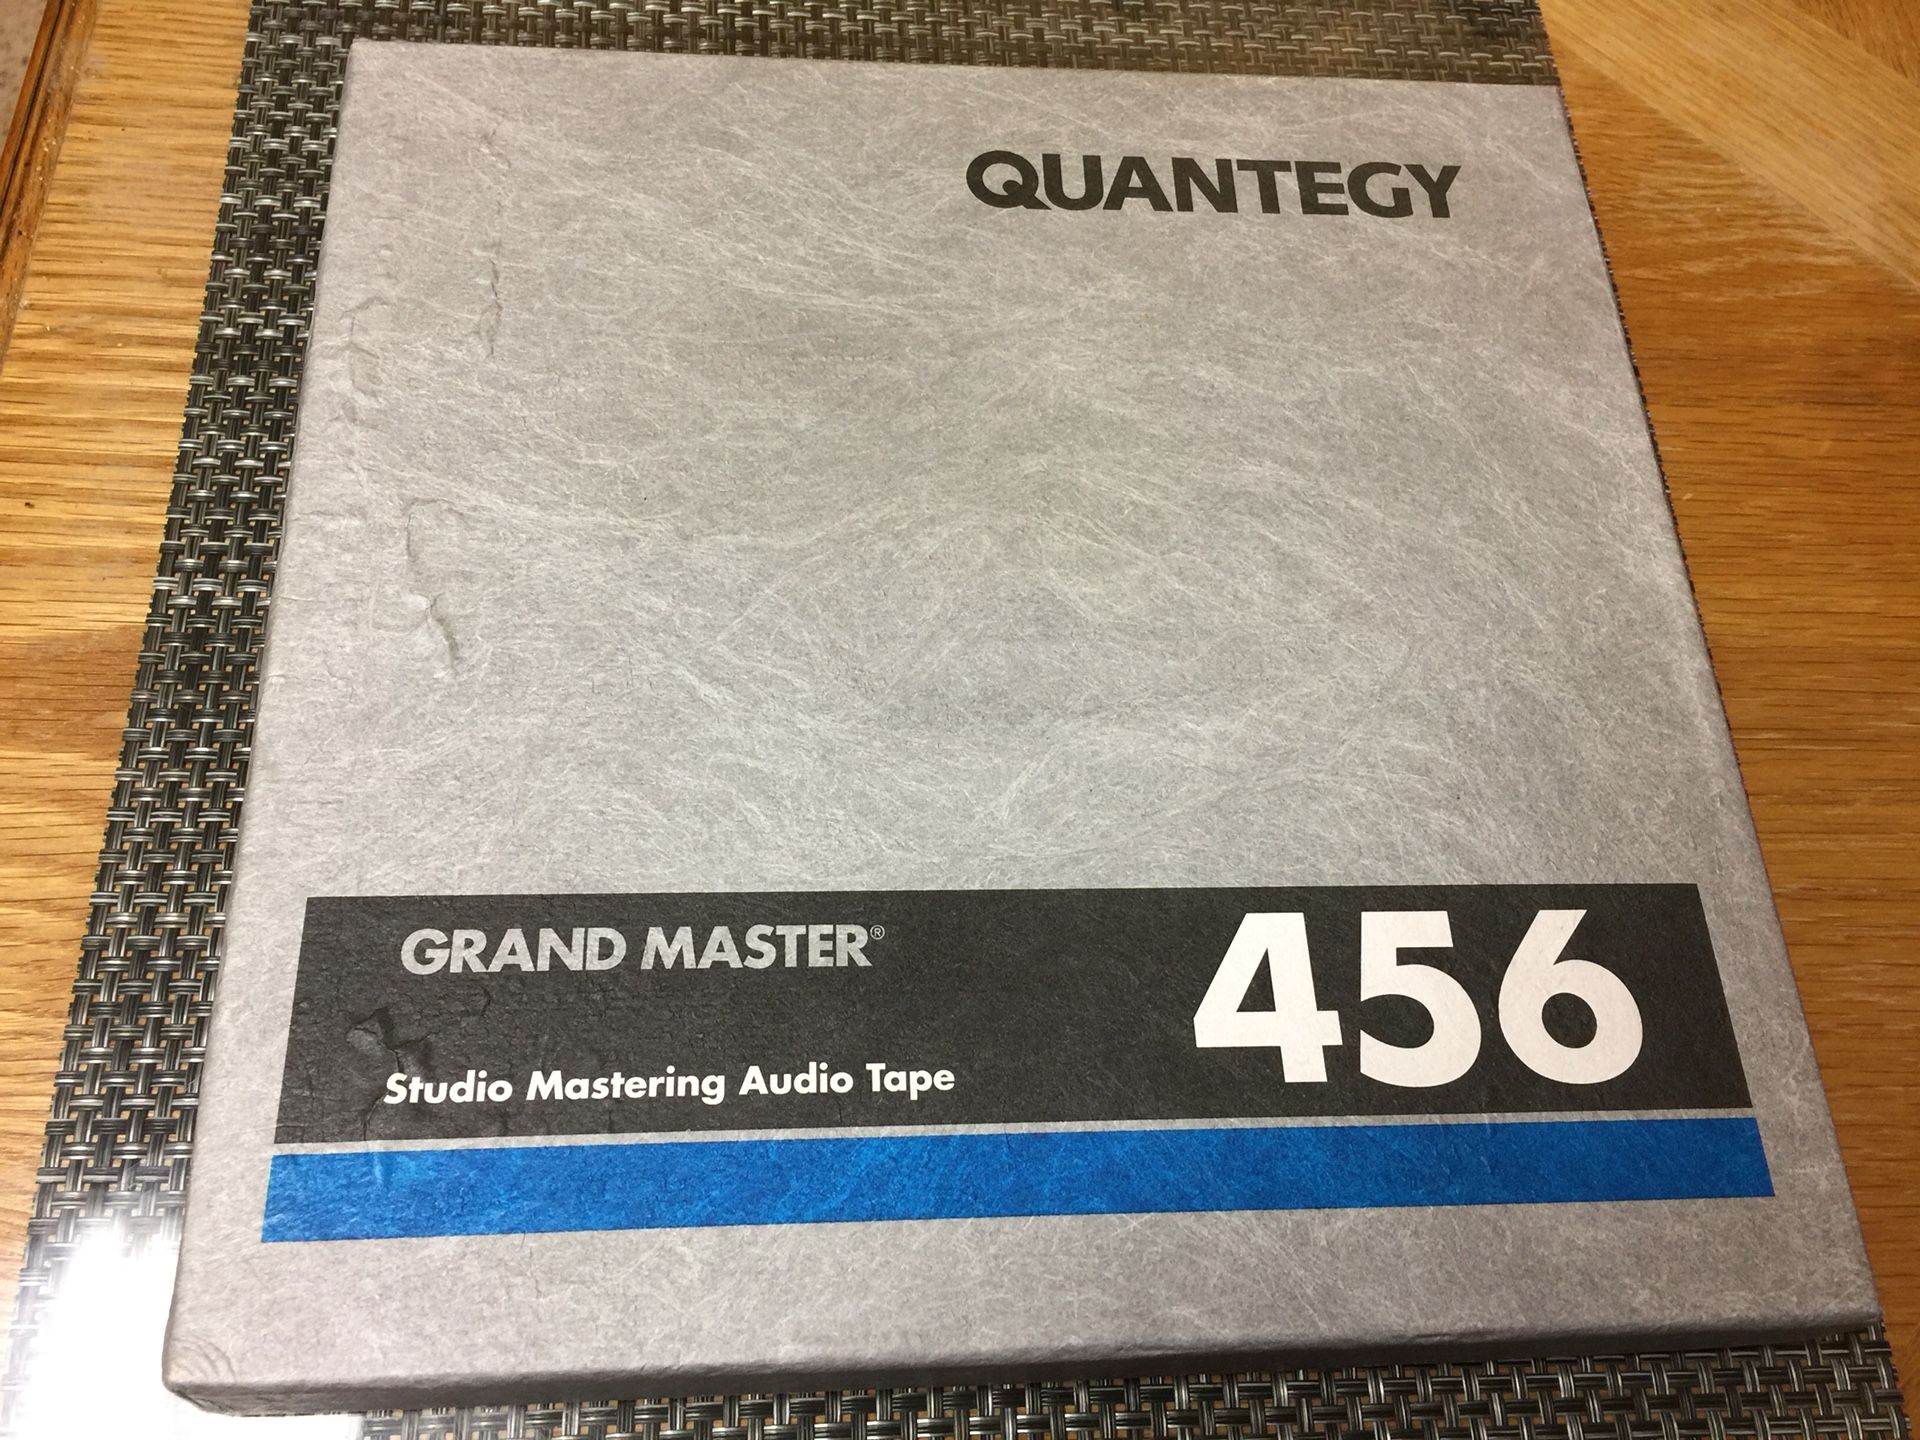 QUANTEGY
GRAND MASTER®
456
Studio Mastering Audio Tape